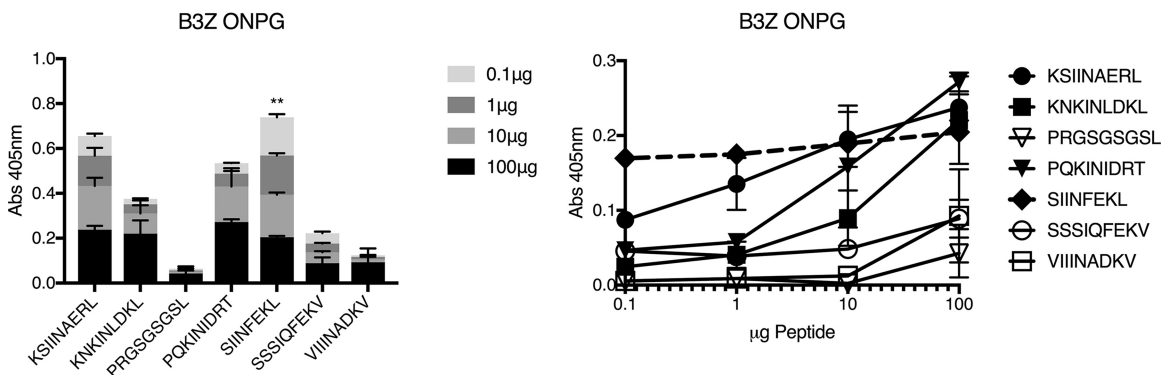 B3Z ONPG
Abs 405nm
1.0
0.8
0.6
0.4
0.2
0.0
**
KSIINAERL
KNKINLDKL
PRGSGSGSL
PQKINIDRT
SIINFEKL
SSSIQFEKV
VIIINADKV
0.1µg
1µg
10µg
100µg
B3Z ONPG
Abs 405nm
0.3
0.2
0.1
0.0
0.1
1
10
100
µg Peptide
KSIINAERL
KNKINLDKL
PRGSGSGSL
PQKINIDRT
SIINFEKL
SSSIQFEKV
VIIINADKV